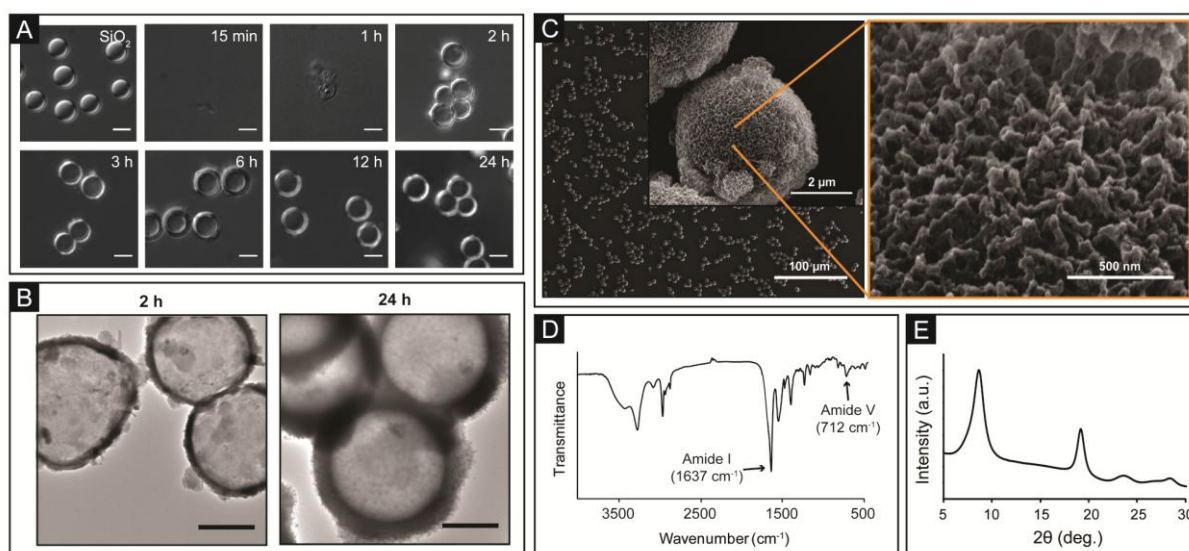 A
SiO₂
15 min
1 h
2 h
3 h
6 h
12 h
24 h
B
2 h
24 h
C
2 µm
100 µm
500 nm
D
Transmittance
Amide I
(1637 cm⁻¹)
Amide V
(712 cm⁻¹)
3500
2500
1500
500
Wavenumber (cm⁻¹)
E
Intensity (a.u.)
5
10
15
20
25
30
2θ (deg.)